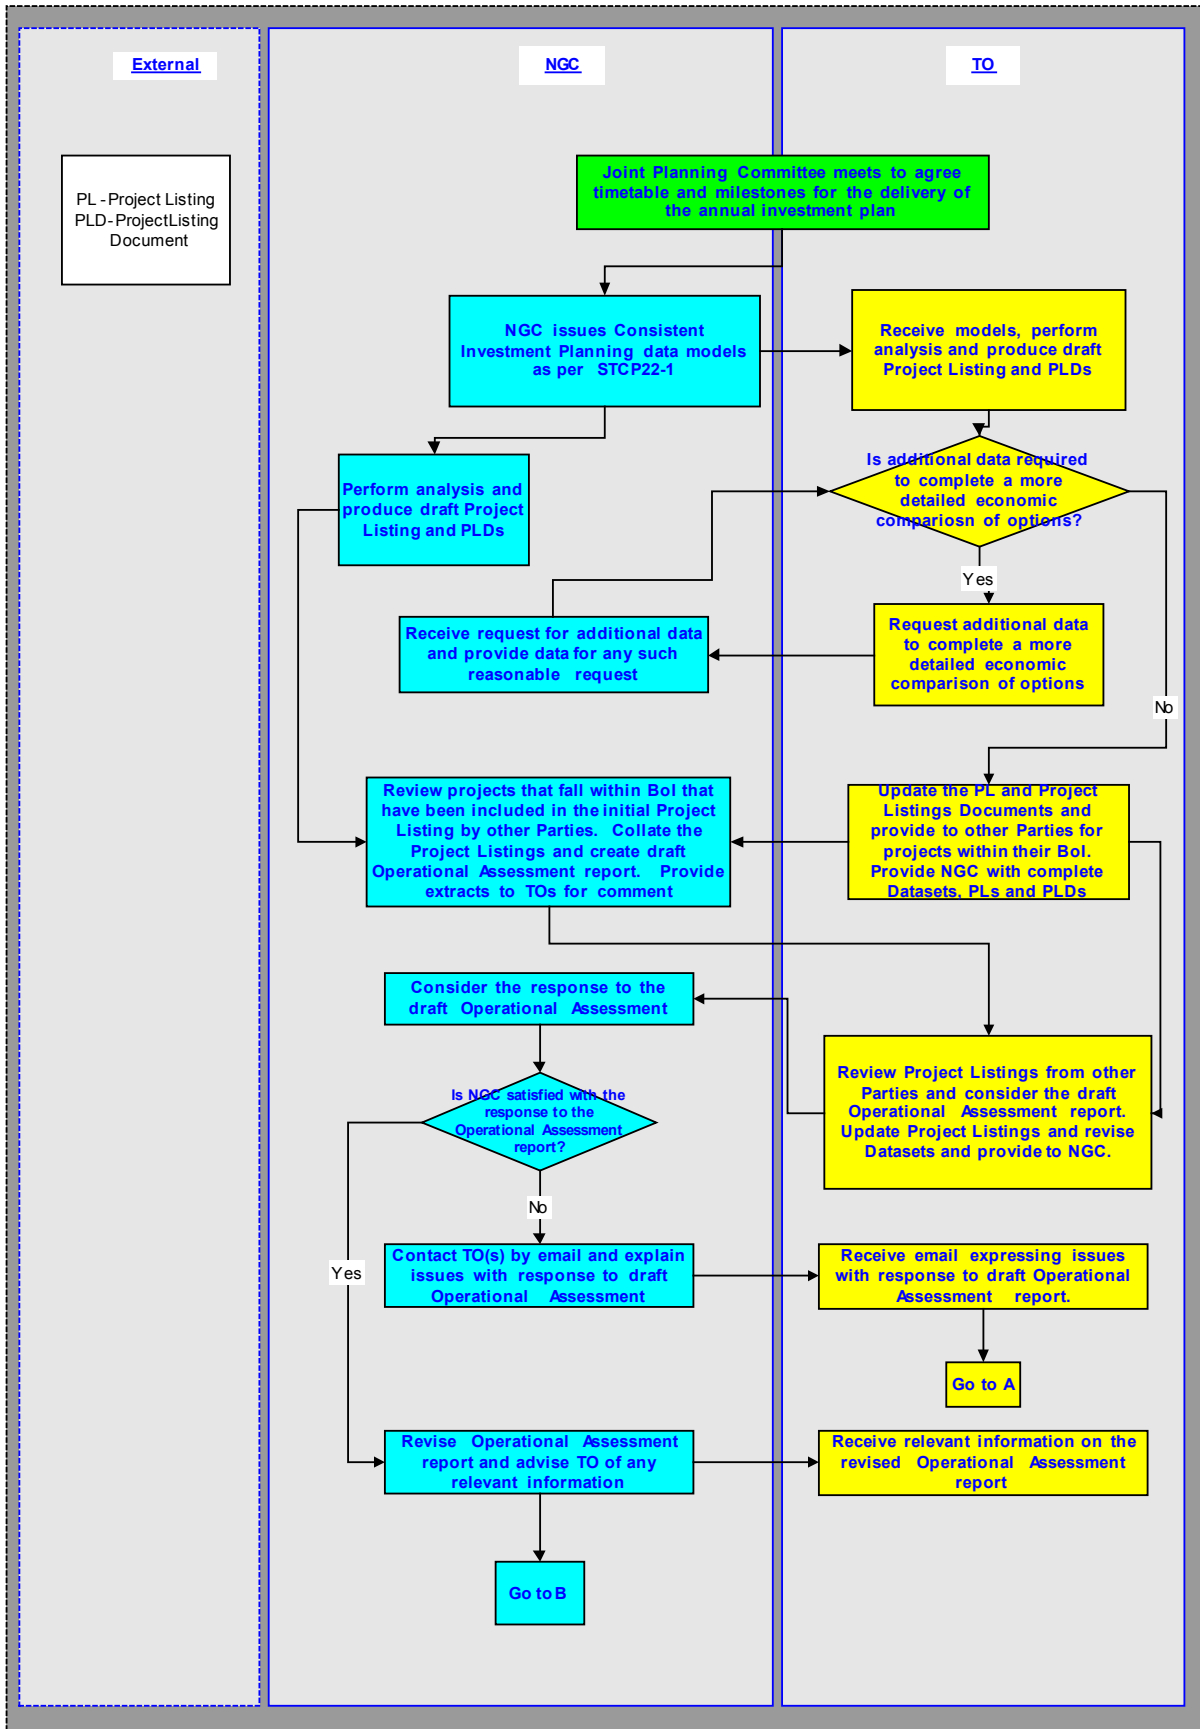 External
NGC
TO
PL - Project Listing
PLD- ProjectListing
Document
Joint Planning Committee meets to agree
timetable and milestones for the delivery of
the annual investment plan
NGC issues Consistent
Investment Planning data models
as per STCP22-1
Receive models, perform
analysis and produce draft
Project Listing and PLDs
Is additional data required
to complete a more
detailed economic
compariosn of options?
Perform analysis and
produce draft Project
Listing and PLDs
Yes
Receive request for additional data
and provide data for any such
reasonable request
Request additional data
to complete a more
detailed economic
comparison of options
No
Review projects that fall within BoI that
have been included in the initial Project
Listing by other Parties. Collate the
Project Listings and create draft
Operational Assessment report. Provide
extracts to TOs for comment
Update the PL and Project
Listings Documents and
provide to other Parties for
projects within their BoI.
Provide NGC with complete
Datasets, PLs and PLDs
Consider the response to the
draft Operational Assessment
Review Project Listings from other
Parties and consider the draft
Operational Assessment report.
Update Project Listings and revise
Datasets and provide to NGC.
Is NGC satisfied with the
response to the
Operational Assessment
report?
No
Yes
Contact TO(s) by email and explain
issues with response to draft
Operational Assessment
Receive email expressing issues
with response to draft Operational
Assessment report.
Go to A
Revise Operational Assessment
report and advise TO of any
relevant information
Receive relevant information on the
revised Operational Assessment
report
Go to B